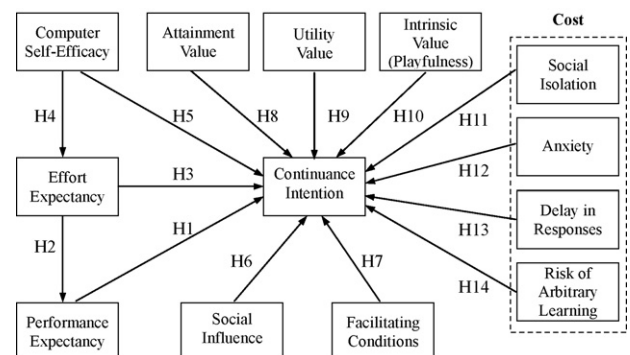 Cost
Computer
Self-Efficacy
Attainment
Value
Utility
Value
Intrinsic
Value
(Playfulness)
Social
Isolation
H4
H5
H8
H9
H10
H11
Anxiety
H12
Effort
Expectancy
H3
Continuance
Intention
Delay in
Responses
H13
H2
H1
H6
H7
H14
Risk of
Arbitrary
Learning
Performance
Expectancy
Social
Influence
Facilitating
Conditions